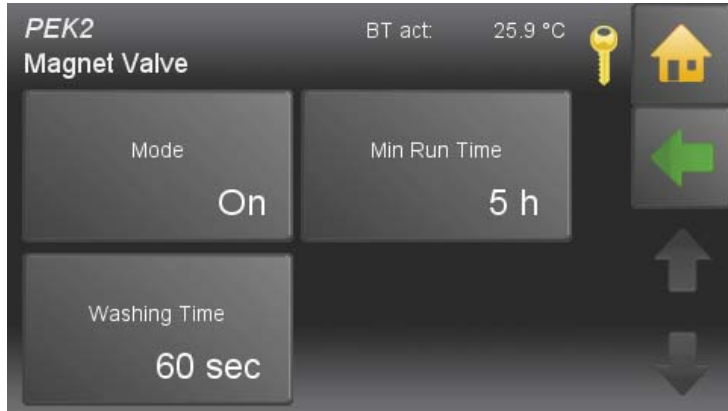 PEK2 BT act: 25.9 °C
Magnet Valve
Mode
On
Min Run Time
5 h
Washing Time
60 sec